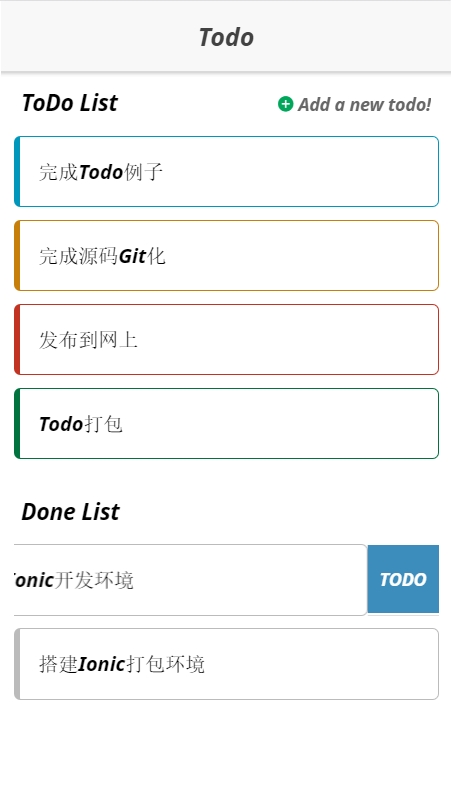 Todo
ToDo List
Add a new todo!
完成Todo例子
完成源码Git化
发布到网上
Todo打包
Done List
onic开发环境
TODO
搭建Ionic打包环境